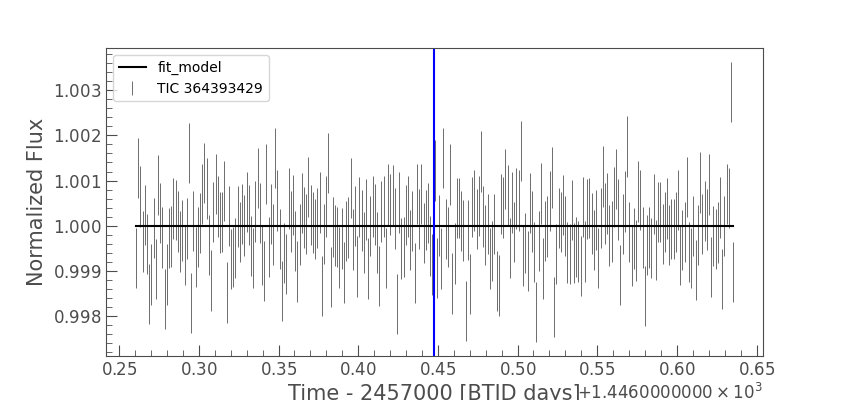 fit_model
TIC 364393429
Normalized Flux
1.003
1.002
1.001
1.000
0.999
0.998
0.25 0.30 0.35 0.40 0.45 0.50 0.55 0.60 0.65
Time - 2457000 [BTJD days]
+1.4460000000 × 10³